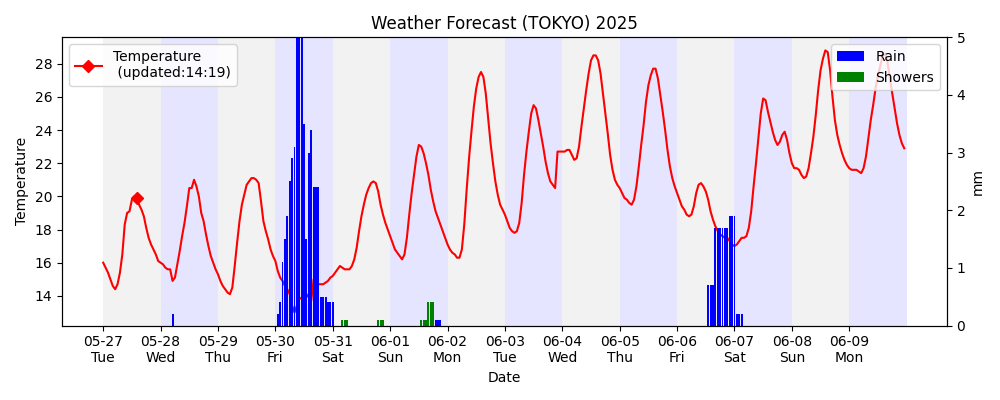 Weather Forecast (TOKYO) 2025
Temperature
(updated:14:19)
Rain
Showers
Temperature
28
26
24
22
20
18
16
14
5
4
3
2
1
0
mm
05-27 05-28 05-29 05-30 05-31 06-01 06-02 06-03 06-04 06-05 06-06 06-07 06-08 06-09
Tue Wed Thu Fri Sat Sun Mon Tue Wed Thu Fri Sat Sun Mon
Date